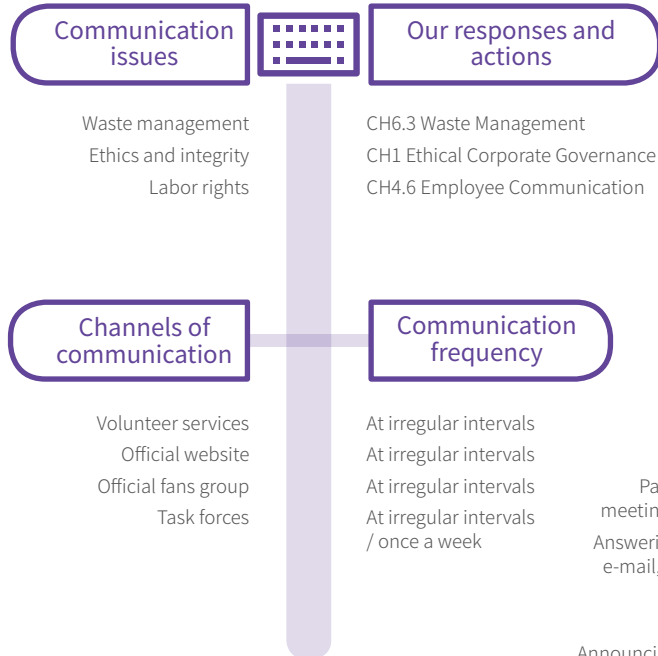 Communication
issues
Our responses and
actions
Waste management
Ethics and integrity
Labor rights
CH6.3 Waste Management
CH1 Ethical Corporate Governance
CH4.6 Employee Communication
Channels of
communication
Communication
frequency
Volunteer services
Official website
Official fans group
Task forces
At irregular intervals
At irregular intervals
At irregular intervals
At irregular intervals
/ once a week
e-mail,